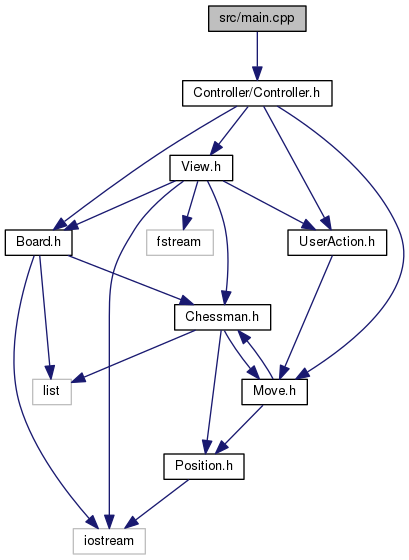 src/main.cpp
Controller/Controller.h
View.h
Board.h
fstream
UserAction.h
Chessman.h
list
Move.h
Position.h
iostream